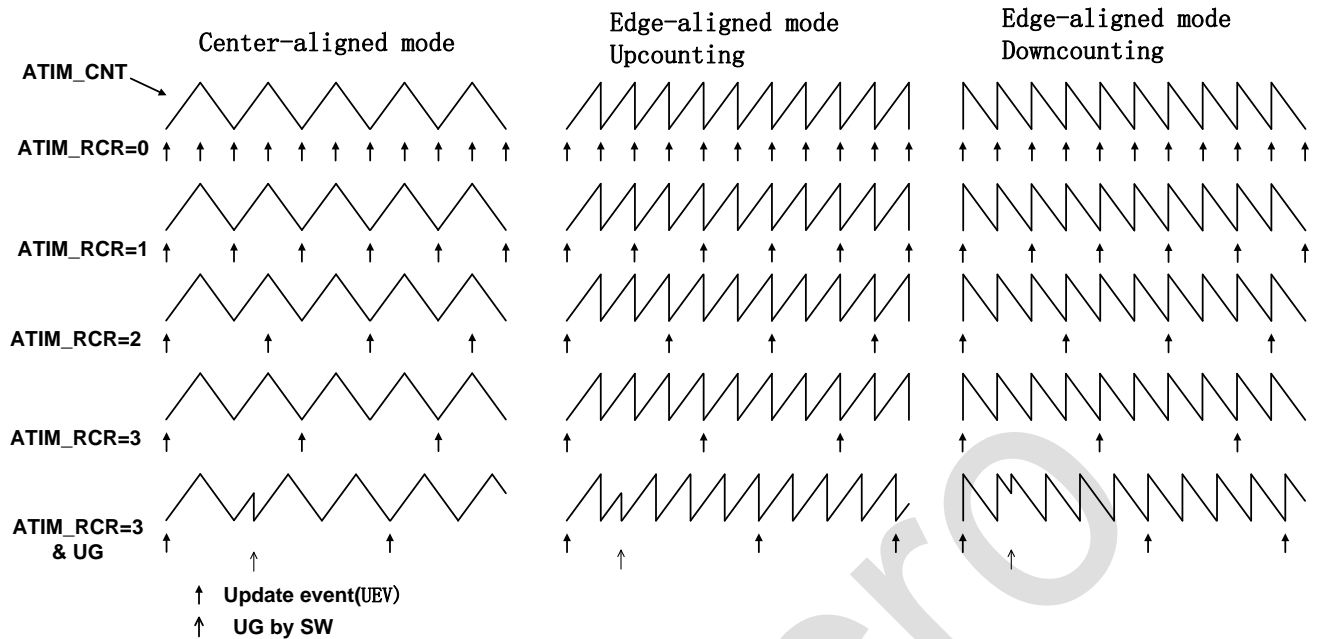 Center-aligned mode
Edge-aligned mode
Upcounting
Edge-aligned mode
Downcounting
ATIM_CNT
ATIM_RCR=0
ATIM_RCR=1
ATIM_RCR=2
ATIM_RCR=3
ATIM_RCR=3
& UG
Update event(UEV)
UG by SW
cro